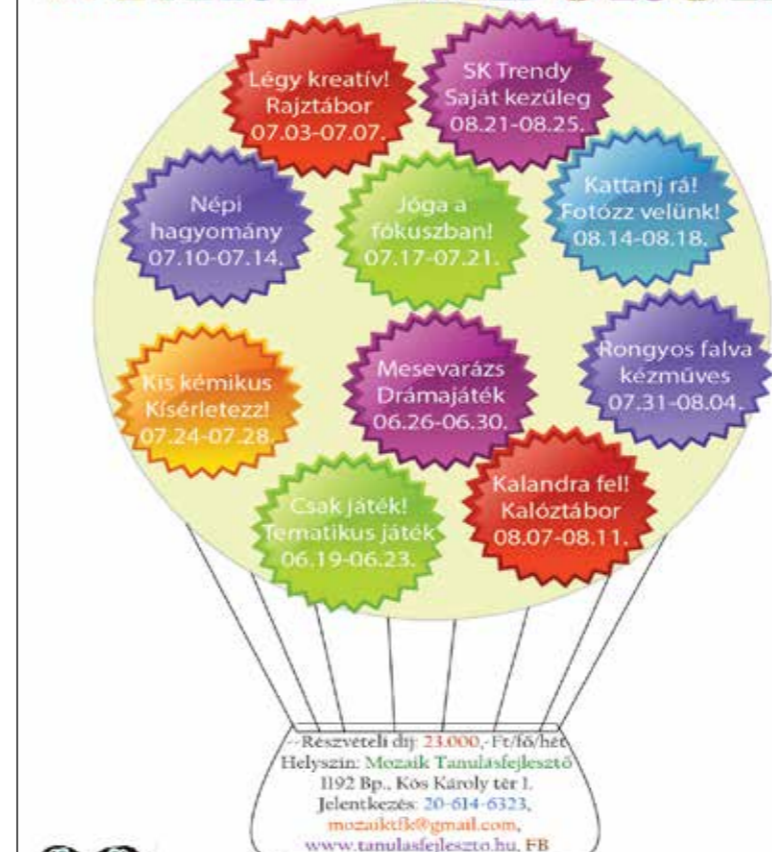 Légy kreatív!
Rajztábor
07.03-07.07.
SK Trendy
Saját kezűleg
08.21-08.25.
Népi
hagyomány
07.10-07.14.
Jóga a
fókuszban!
07.17-07.21.
Kattanj rá!
Fotózz velünk!
08.14-08.18.
Kis kémikus
Kísérletezz!
07.24-07.28.
Mesevarázs
Drámajáték
06.26-06.30.
Rongyos falva
kézműves
07.31-08.04.
Csak játék!
Tematikus játék
06.19-06.23.
Kalandra fel!
Kalóztábor
08.07-08.11.
--Részvételi díj: 23.000,-Ft/fő/hét
Helyszín: Mozaik Tanulásfejlesztő
1192 Bp., Kós Károly tér 1.
Jelentkezés: 20-614-6323,
mozaiktfk@gmail.com,
www.tanulasfejleszto.hu, FB